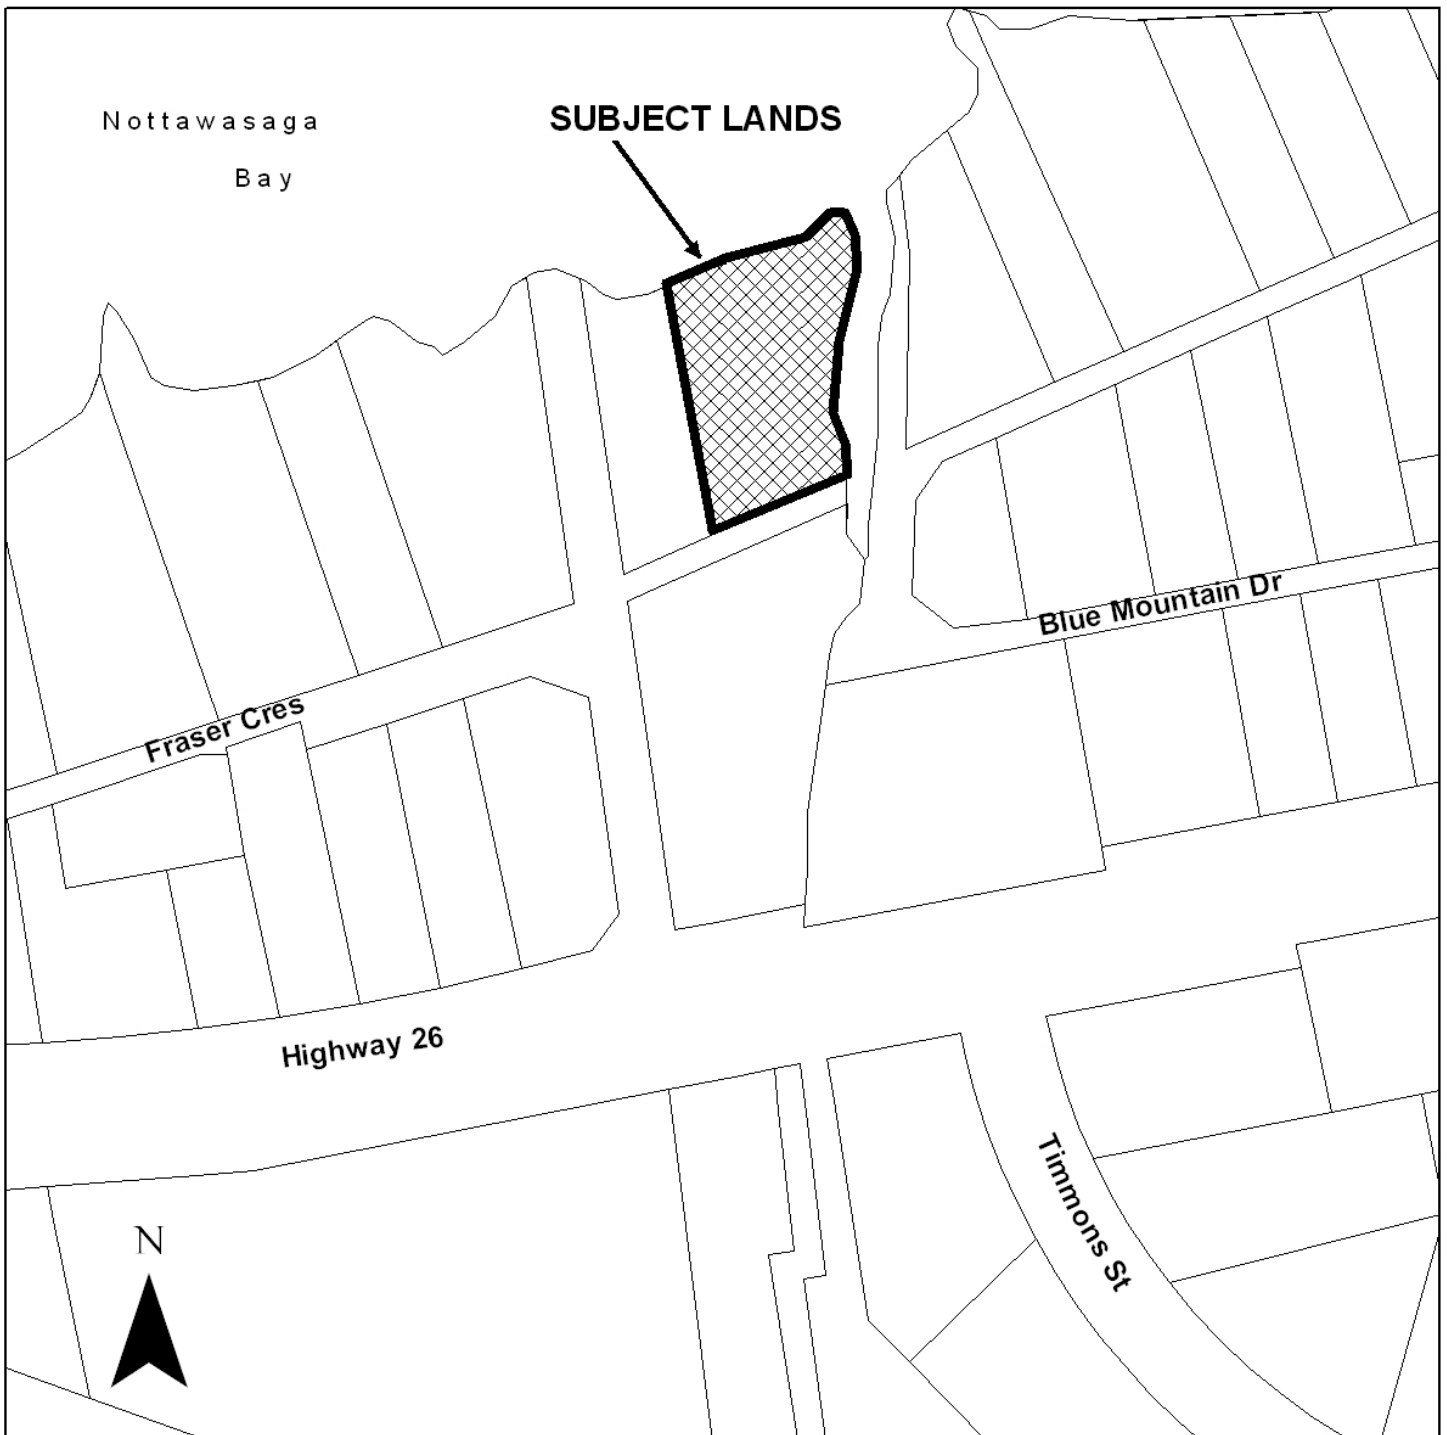 Nottawasaga
Bay
SUBJECT LANDS
Blue Mountain Dr
Fraser Cres
Highway 26
Timmons St
N